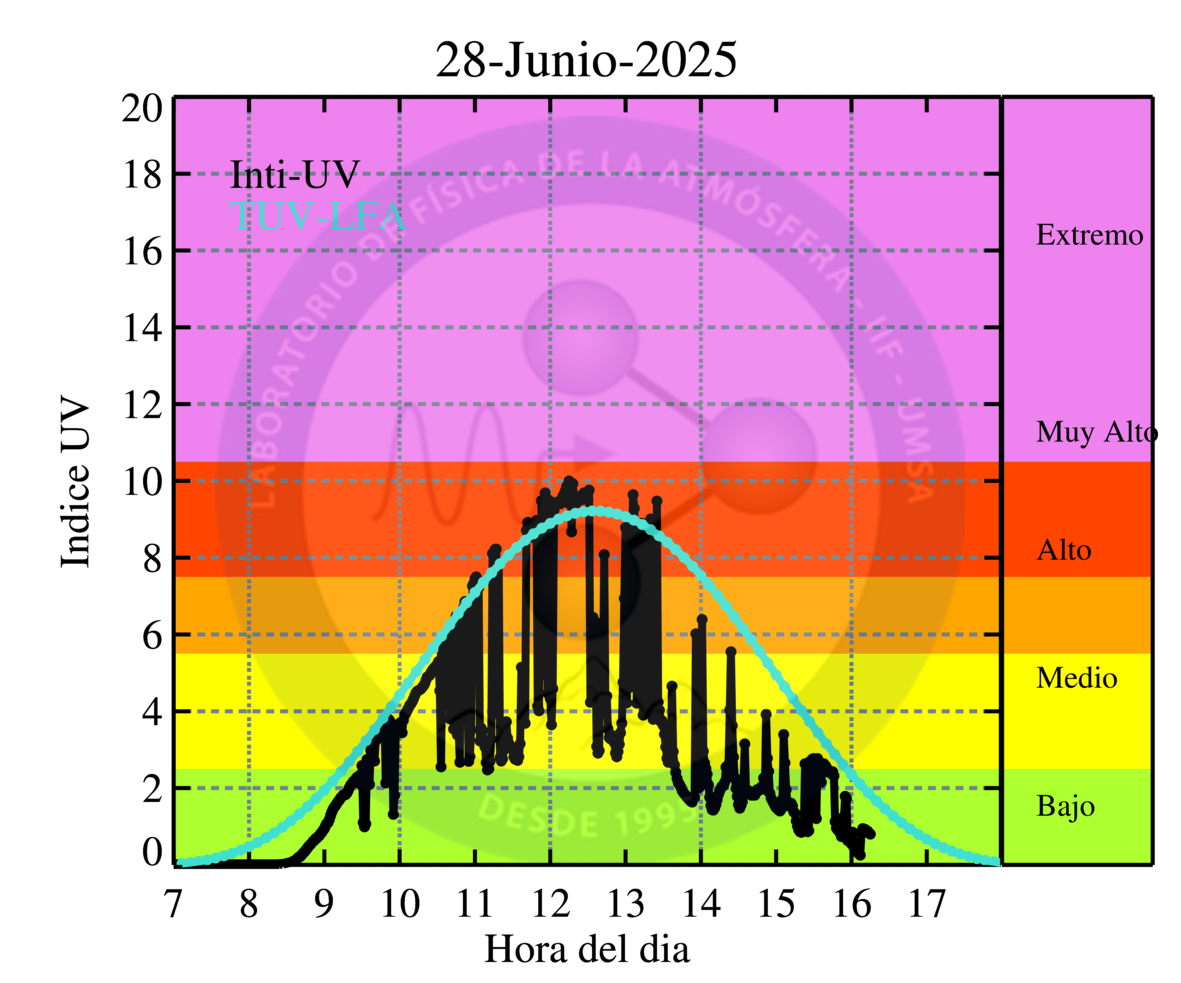 28-Junio-2025
Inti-UV
TUV-LFA
LABORATORIO DE FÍSICA DE LA ATMÓSFERA - IIF - UMSA
DESDE 1995
Indice UV
20
18
16
14
12
10
8
6
4
2
0
Extremo
Muy Alto
Alto
Medio
Bajo
7 8 9 10 11 12 13 14 15 16 17
Hora del dia